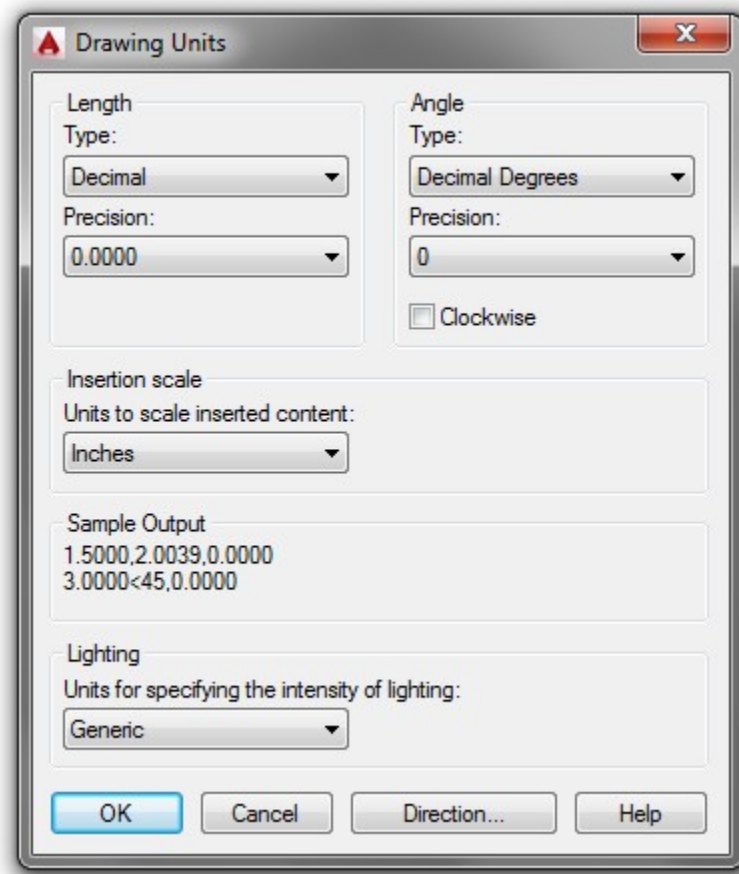 Drawing Units
Length
Type:
Decimal
Precision:
0.0000
Angle
Type:
Decimal Degrees
Precision:
0
Clockwise
Insertion scale
Units to scale inserted content:
Inches
Sample Output
1.5000,2.0039,0.0000
3.0000<45,0.0000
Lighting
Units for specifying the intensity of lighting:
Generic
OK
Cancel
Direction...
Help